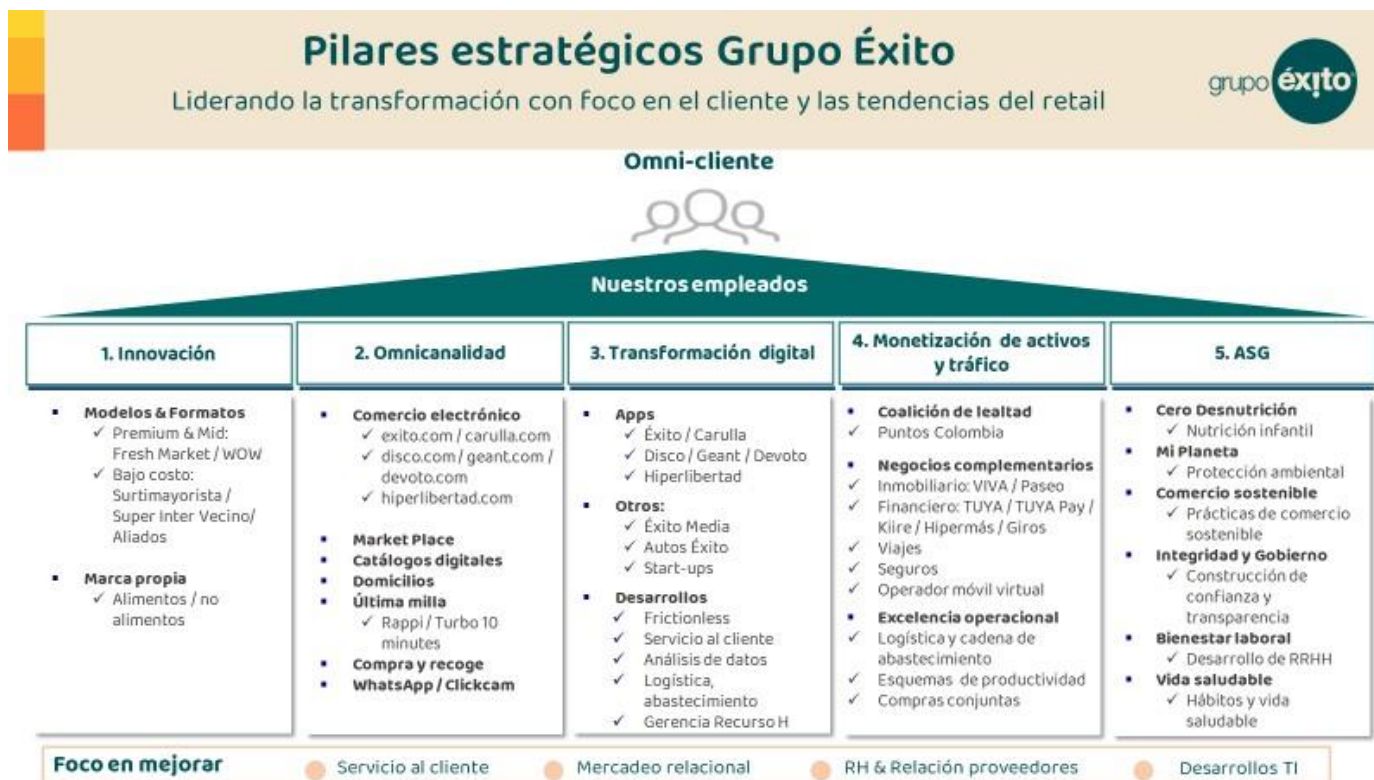 Pilares estratégicos Grupo Éxito
Liderando la transformación con foco en el cliente y las tendencias del retail
grupo éxito
Omni-cliente
Nuestros empleados
1. Innovación
Modelos & Formatos
Premium & Mid:
Fresh Market / WOW
Bajo costo:
Surtimayorista /
Super Inter Vecino/
Aliados
Marca propia
Alimentos / no
alimentos
2. Omnicanalidad
Comercio electrónico
exito.com / carulla.com
disco.com / geant.com /
devoto.com
hiperlibertad.com
Market Place
Catálogos digitales
Domicilios
Última milla
Rappi / Turbo 10
minutes
Compra y recoge
WhatsApp / Clickcam
3. Transformación digital
Apps
Éxito / Carulla
Disco / Geant / Devoto
Hiperlibertad
Otros:
Éxito Media
Autos Éxito
Start-ups
Desarrollos
Frictionless
Servicio al cliente
Análisis de datos
Logística,
abastecimiento
Gerencia Recurso H
4. Monetización de activos
y tráfico
Coalición de lealtad
Puntos Colombia
Negocios complementarios
Inmobiliario: VIVA / Paseo
Financiero: TUYA / TUYA Pay /
Kiire / Hipermás / Giros
Viajes
Seguros
Operador móvil virtual
Excelencia operacional
Logística y cadena de
abastecimiento
Esquemas de productividad
Compras conjuntas
5. ASG
Cero Desnutrición
Nutrición infantil
Mi Planeta
Protección ambiental
Comercio sostenible
Prácticas de comercio
sostenible
Integridad y Gobierno
Construcción de
confianza y
transparencia
Bienestar laboral
Desarrollo de RRHH
Vida saludable
Hábitos y vida
saludable
Foco en mejorar
Servicio al cliente
Mercadeo relacional
RH & Relación proveedores
Desarrollos TI